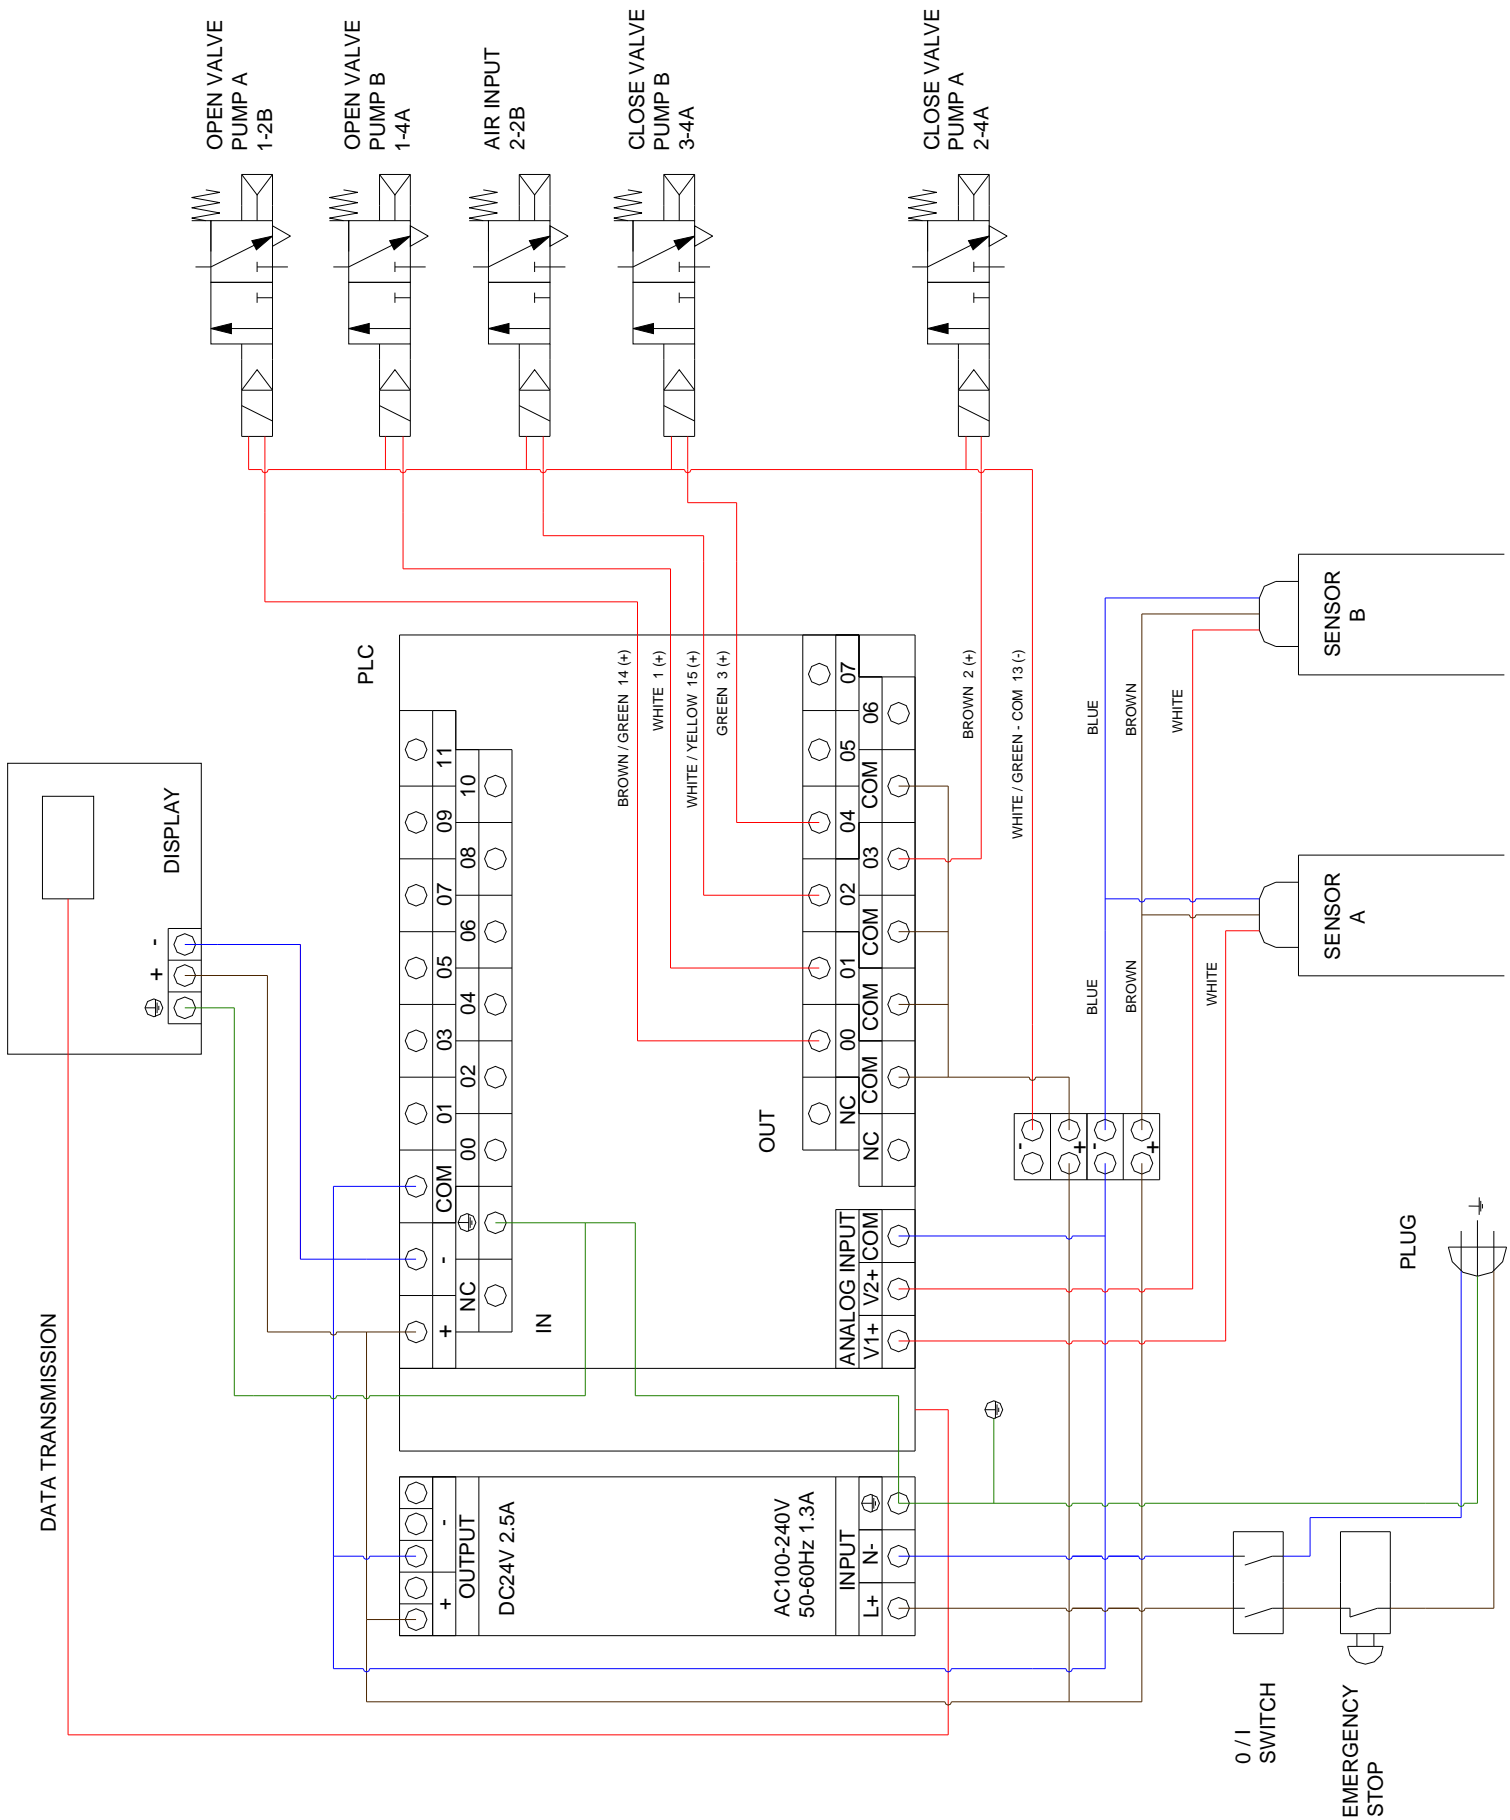 OPEN VALVE
PUMP A
1-2B
OPEN VALVE
PUMP B
1-4A
AIR INPUT
2-2B
CLOSE VALVE
PUMP B
3-4A
CLOSE VALVE
PUMP A
2-4A
PLC
BROWN / GREEN 14 (+)
WHITE 1 (+)
WHITE / YELLOW 15 (+)
GREEN 3 (+)
BROWN 2 (+)
WHITE / GREEN - COM 13 (-)
BLUE
BROWN
WHITE
SENSOR
B
DISPLAY
- +
11 09 07 05 03 01 COM - +
10 08 06 04 02 00 NC
IN
07 05 04 02 01 00 NC
06 COM 03 COM COM COM NC
OUT
BLUE
BROWN
WHITE
SENSOR
A
-
+
-
+
ANALOG INPUT
V1+ V2+ COM
PLUG
DATA TRANSMISSION
+ -
OUTPUT
DC24V 2.5A
AC100-240V
50-60Hz 1.3A
INPUT
L+ N-
0 / I
SWITCH
EMERGENCY
STOP